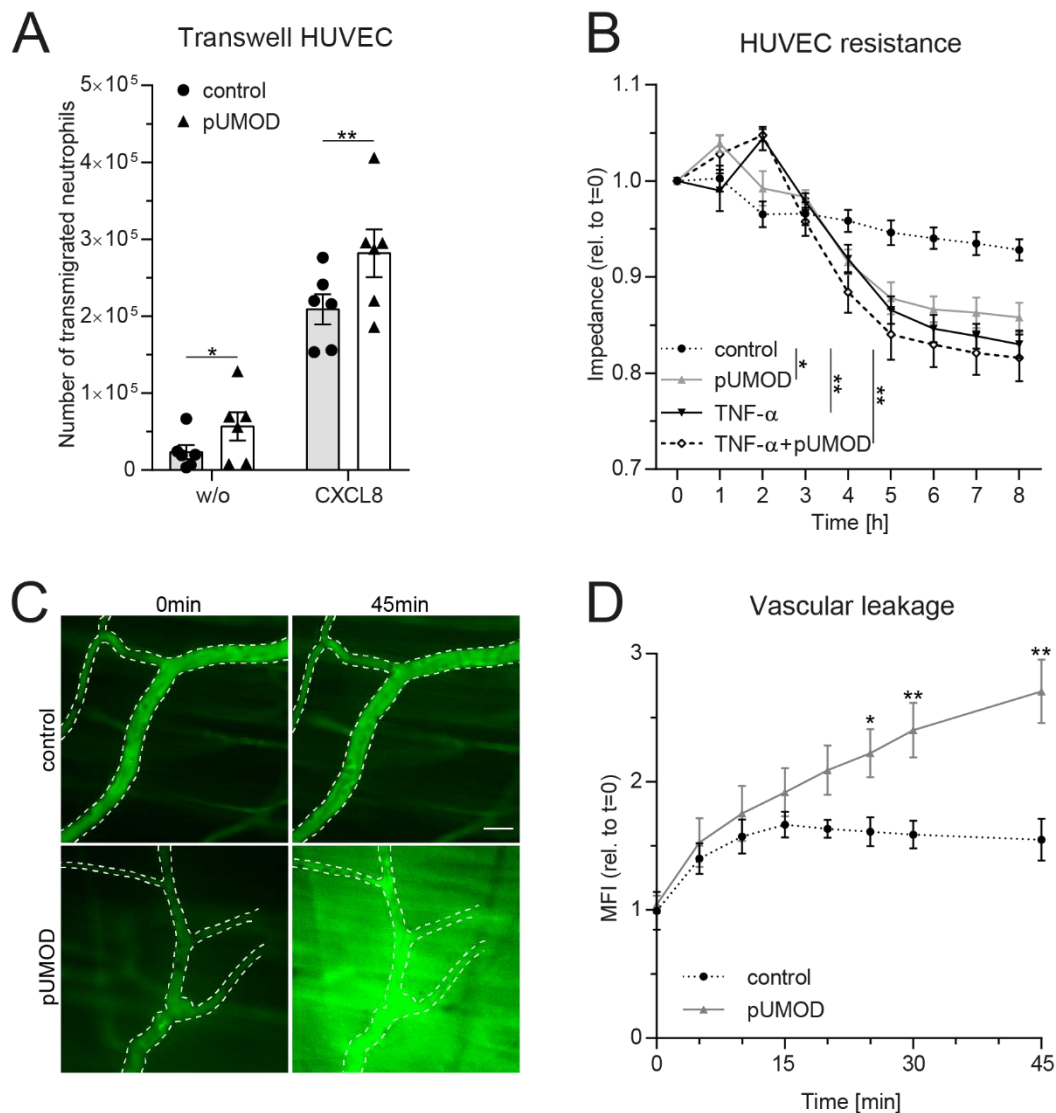 A
Transwell HUVEC
Number of transmigrated neutrophils
5×10⁵
4×10⁵
3×10⁵
2×10⁵
1×10⁵
0
control
pUMOD
*
**
w/o
CXCL8
B
HUVEC resistance
Impedance (rel. to t=0)
1.1
1.0
0.9
0.8
0.7
control
pUMOD
TNF-α
TNF-α+pUMOD
*
**
**
0 1 2 3 4 5 6 7 8
Time [h]
C
0min 45min
control
pUMOD
D
Vascular leakage
MFI (rel. to t=0)
3
2
1
0
*
**
**
control
pUMOD
0 15 30 45
Time [min]